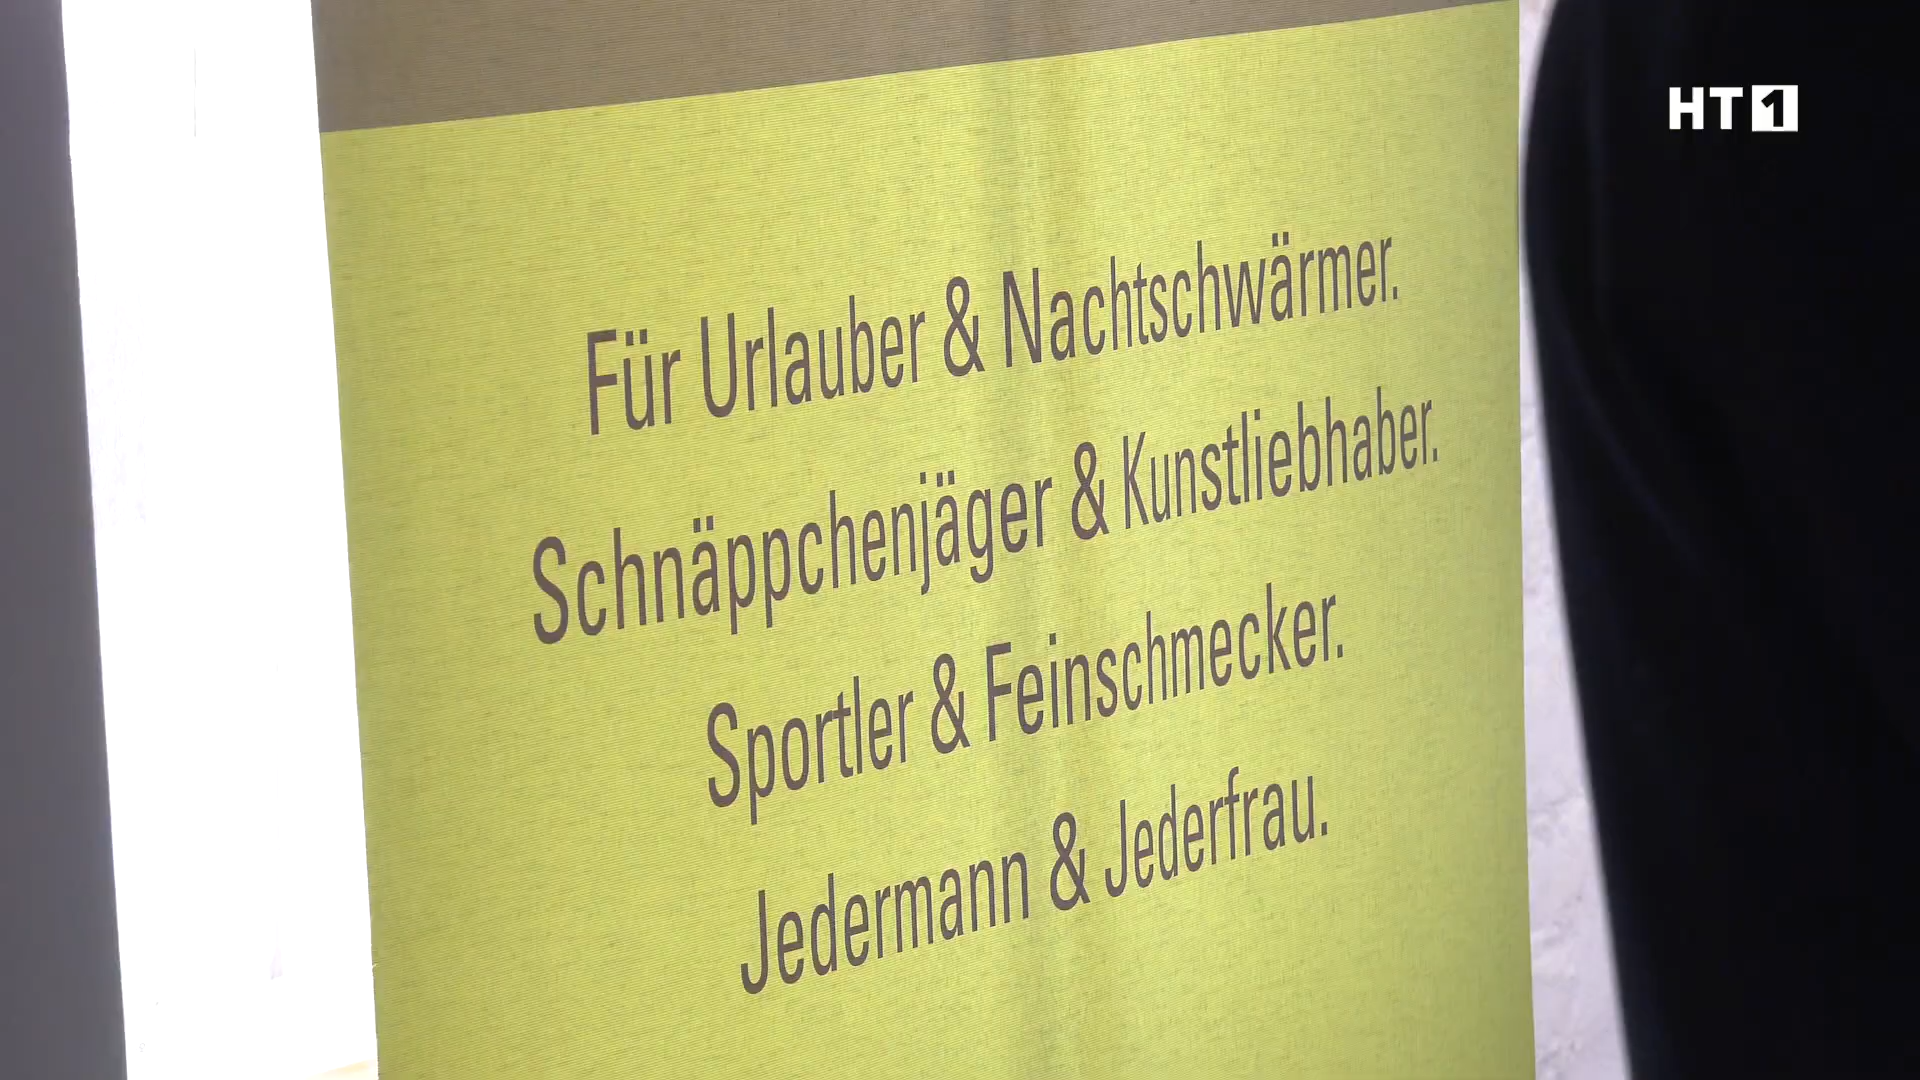 HT1
Für Urlauber & Nachtschwärmer.
Schnäppchenjäger & Kunstliebhaber.
Sportler & Feinschmecker.
Jedermann & Jederfrau.